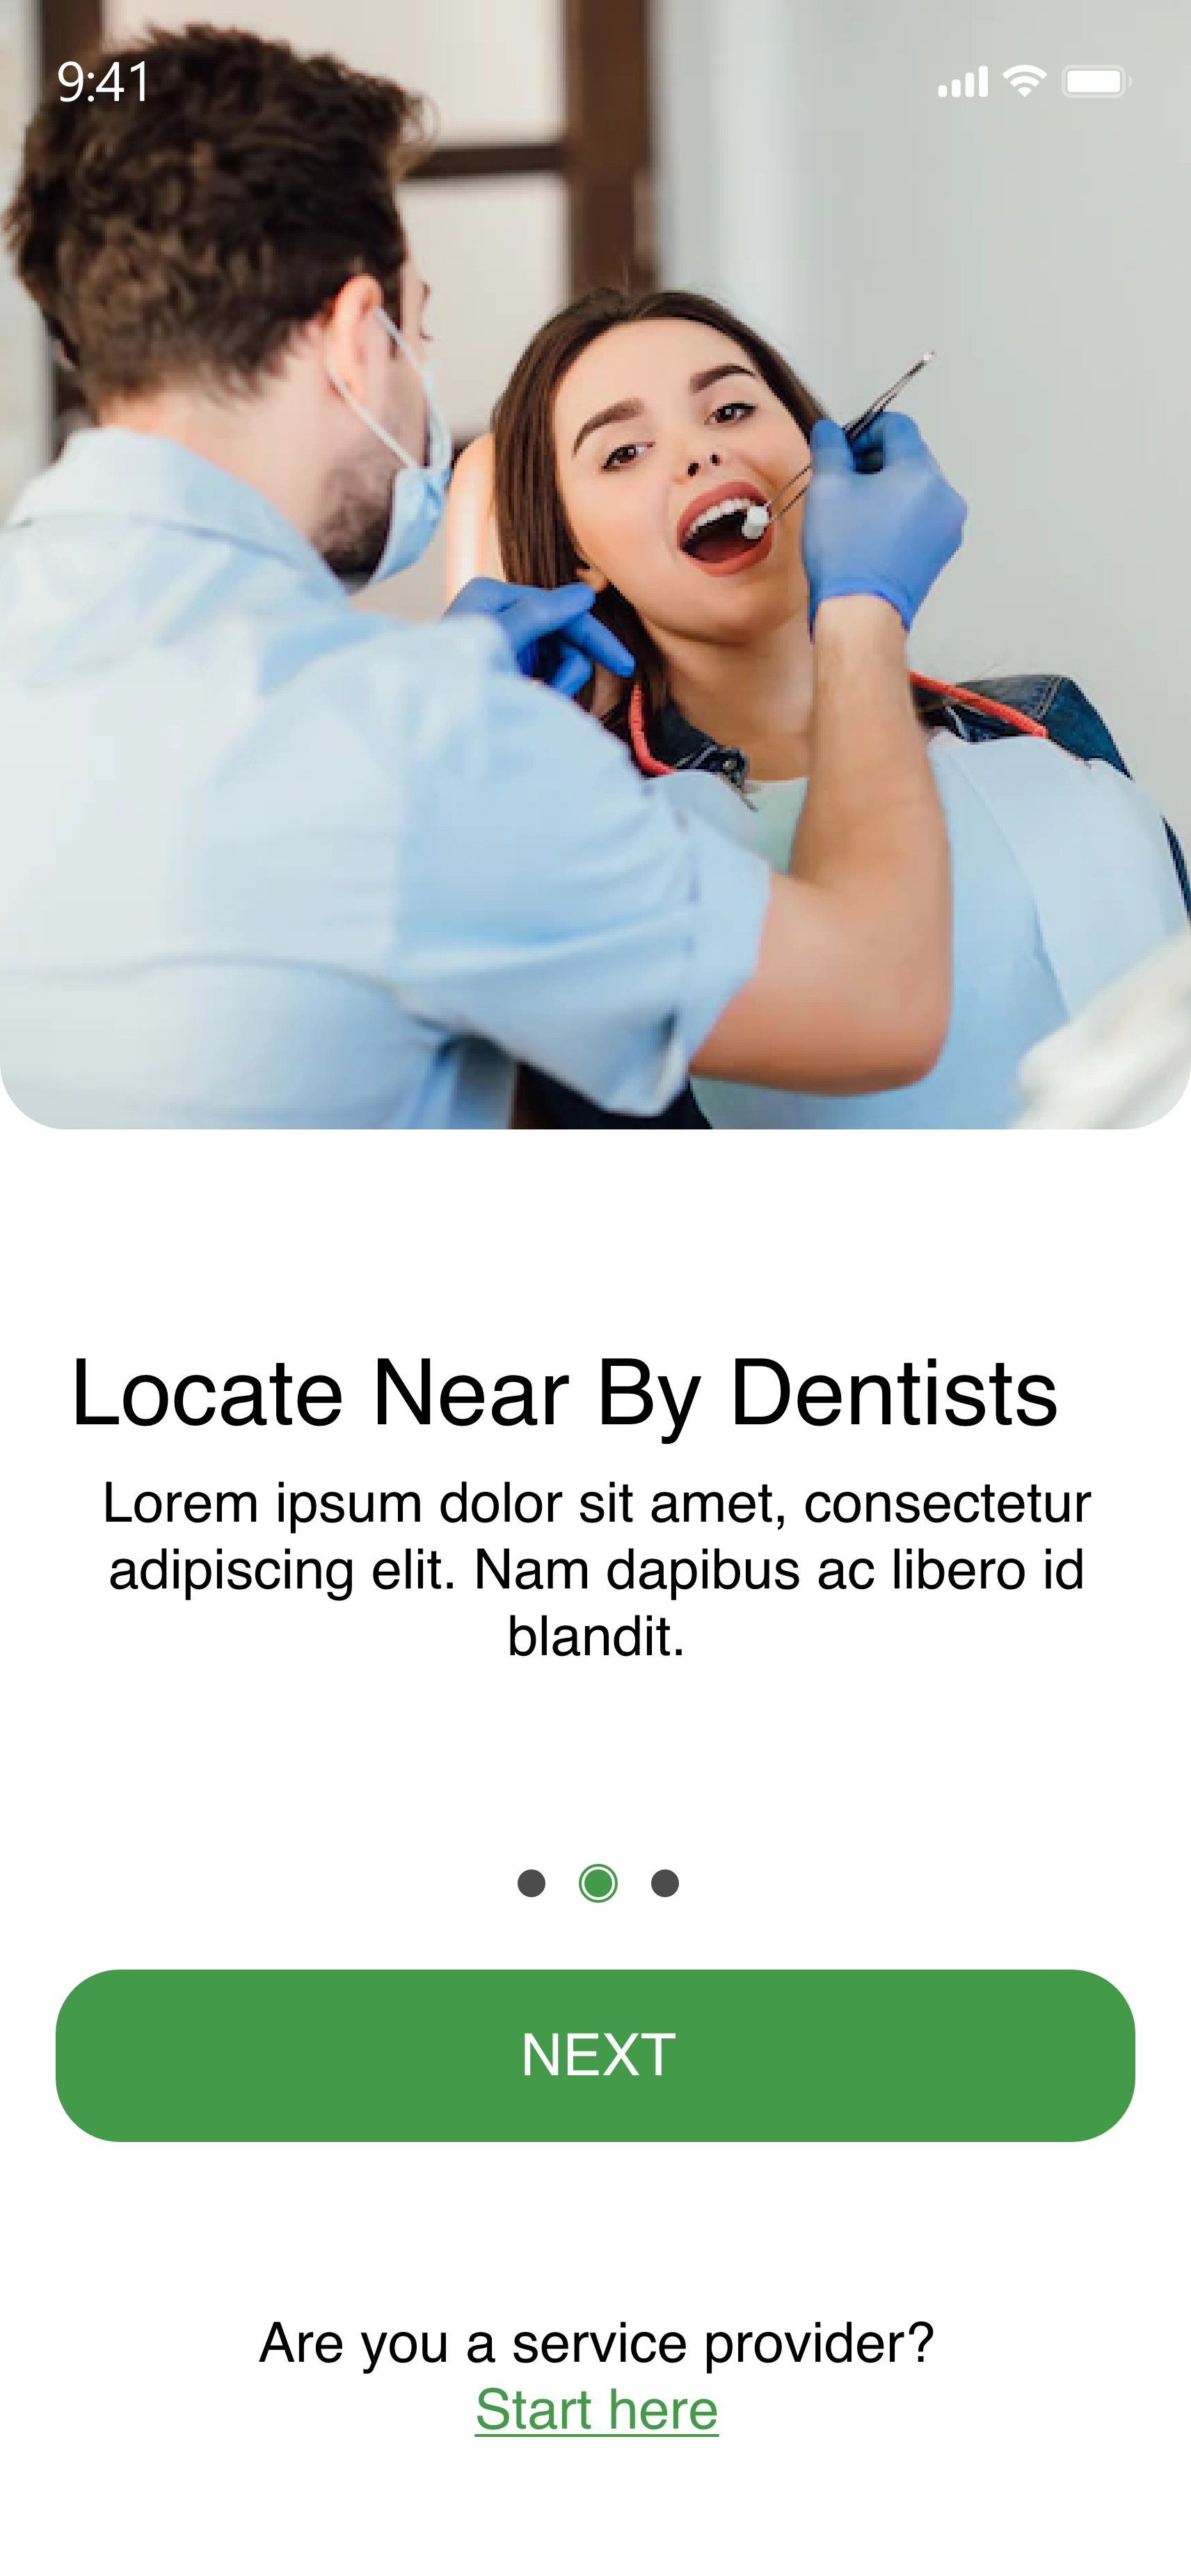 9:41
Locate Near By Dentists
Lorem ipsum dolor sit amet, consectetur
adipiscing elit. Nam dapibus ac libero id
blandit.
NEXT
Are you a service provider?
Start here